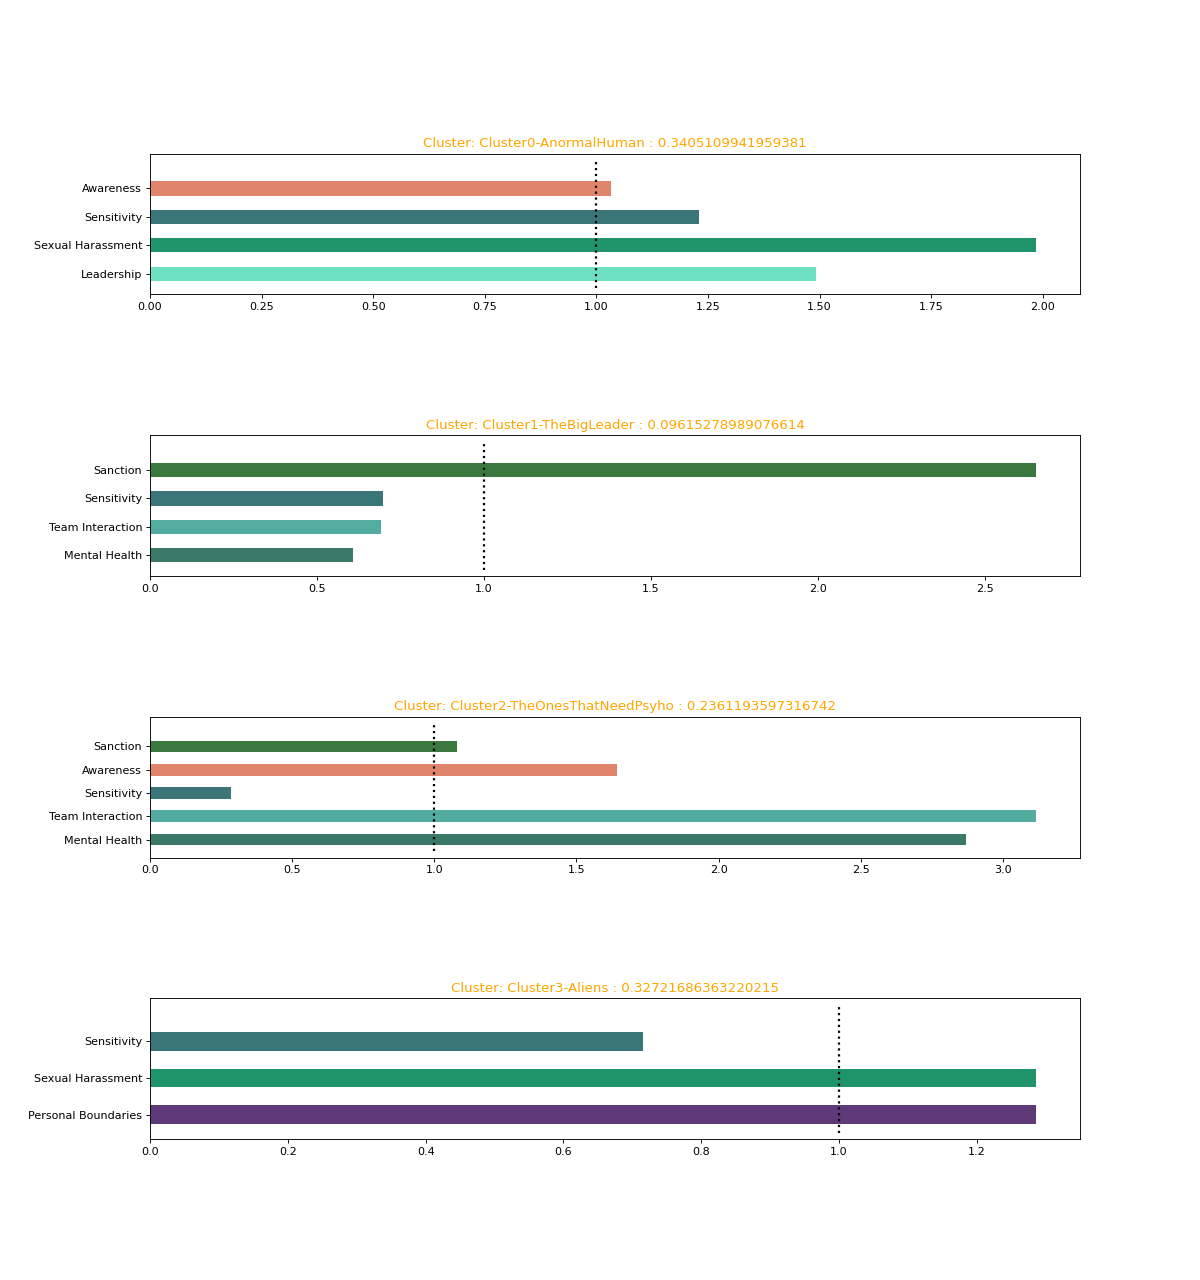 Cluster: Cluster0-AnormalHuman : 0.3405109941959381
Awareness
Sensitivity
Sexual Harassment
Leadership
0.00 0.25 0.50 0.75 1.00 1.25 1.50 1.75 2.00
Cluster: Cluster1-TheBigLeader : 0.09615278989076614
Sanction
Sensitivity
Team Interaction
Mental Health
0.0 0.5 1.0 1.5 2.0 2.5
Cluster: Cluster2-TheOnesThatNeedPsyho : 0.2361193597316742
Sanction
Awareness
Sensitivity
Team Interaction
Mental Health
0.0 0.5 1.0 1.5 2.0 2.5 3.0
Cluster: Cluster3-Aliens : 0.32721686363220215
Sensitivity
Sexual Harassment
Personal Boundaries
0.0 0.2 0.4 0.6 0.8 1.0 1.2